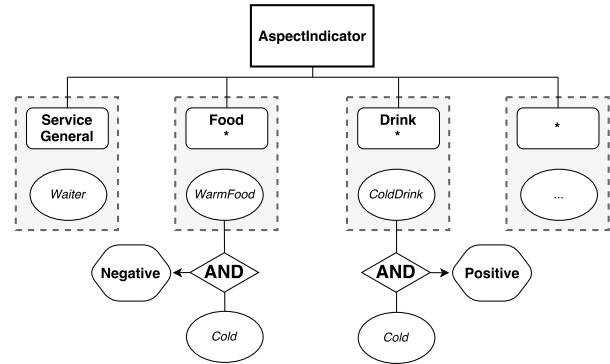 AspectIndicator
Service
General
Food
*
Drink
*
*
Waiter
WarmFood
ColdDrink
...
Negative
AND
AND
Positive
Cold
Cold